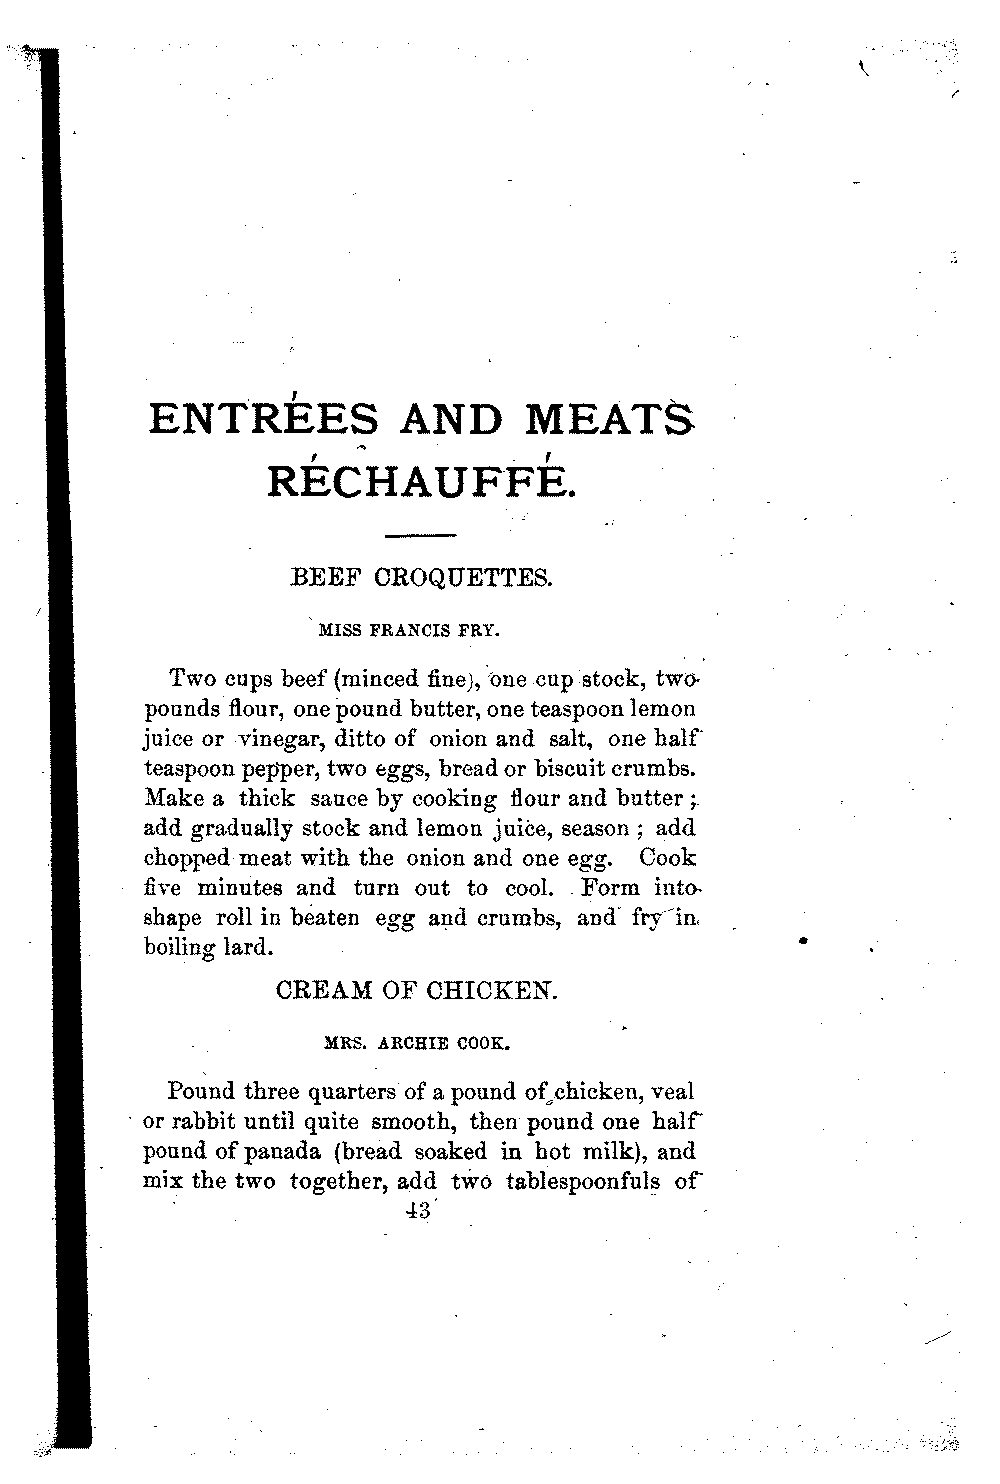 ENTRÉES AND MEATS
RÉCHAUFFÉ.
BEEF CROQUETTES.
MISS FRANCIS FRY.
Two cups beef (minced fine), one cup stock, two
pounds flour, one pound butter, one teaspoon lemon
juice or vinegar, ditto of onion and salt, one half
teaspoon pepper, two eggs, bread or biscuit crumbs.
Make a thick sauce by cooking flour and butter ;
add gradually stock and lemon juice, season ; add
chopped meat with the onion and one egg. Cook
five minutes and turn out to cool. Form into
shape roll in beaten egg and crumbs, and fry in
boiling lard.
CREAM OF CHICKEN.
MRS. ARCHIE COOK.
Pound three quarters of a pound of chicken, veal
or rabbit until quite smooth, then pound one half
pound of panada (bread soaked in hot milk), and
mix the two together, add two tablespoonfuls of
43